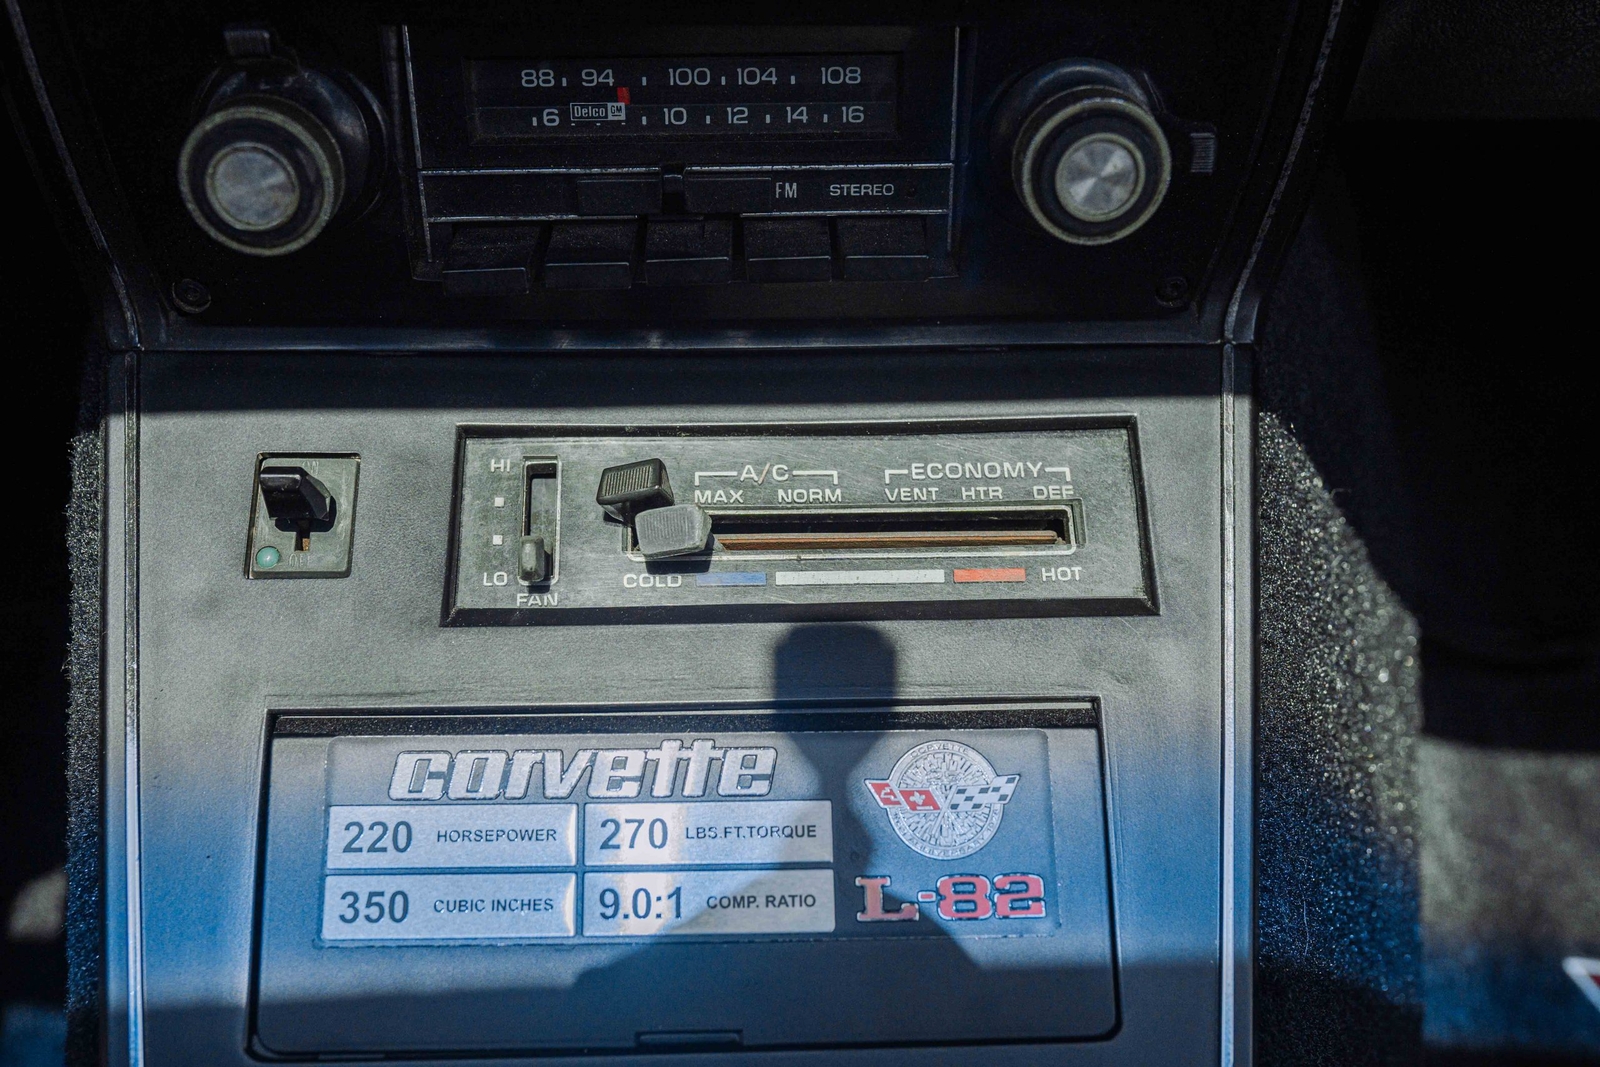 88 94 100 104 108
6 Delco GM 10 12 14 16
FM STEREO
HI
A/C ECONOMY
MAX NORM VENT HTR DEF
LO COLD HOT
FAN
corvette
220 HORSEPOWER 270 LBS.FT.TORQUE
350 CUBIC INCHES 9.0:1 COMP. RATIO
CORVETTE
ANNIVERSARY
L-82